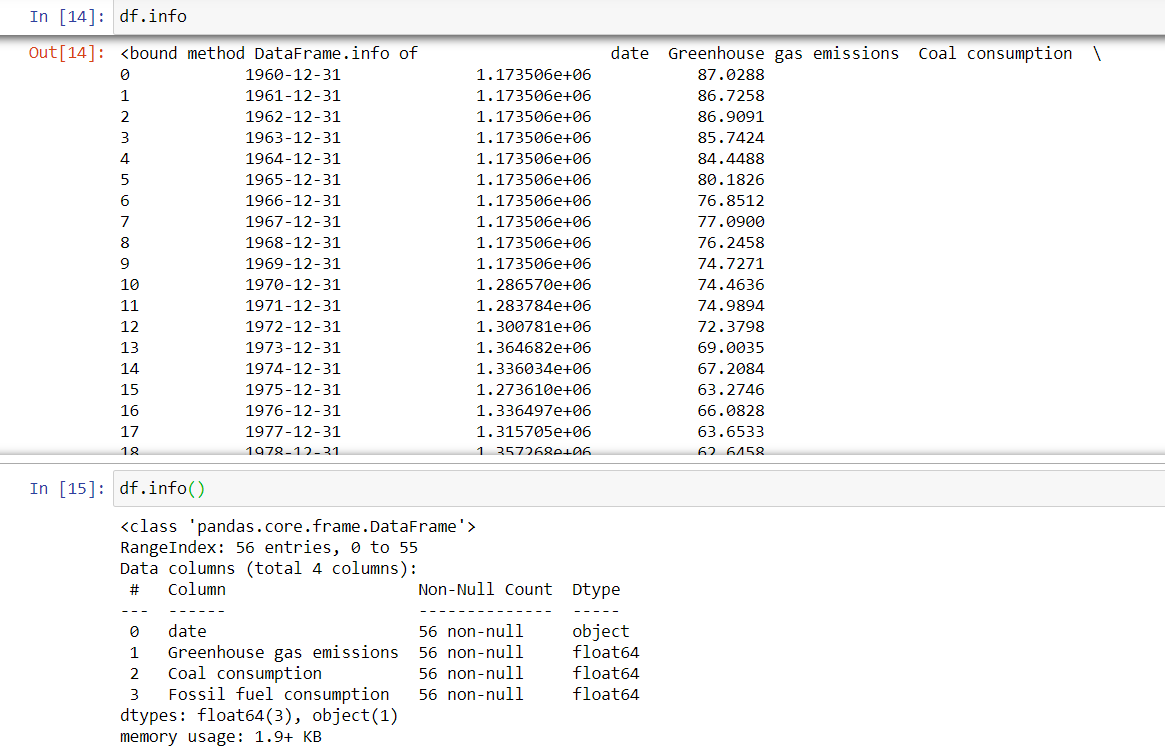 In [14]: df.info
Out[14]: <bound method DataFrame.info of                    date  Greenhouse gas emissions  Coal consumption  \
0            1960-12-31              1.173506e+06           87.0288
1            1961-12-31              1.173506e+06           86.7258
2            1962-12-31              1.173506e+06           86.9091
3            1963-12-31              1.173506e+06           85.7424
4            1964-12-31              1.173506e+06           84.4488
5            1965-12-31              1.173506e+06           80.1826
6            1966-12-31              1.173506e+06           76.8512
7            1967-12-31              1.173506e+06           77.0900
8            1968-12-31              1.173506e+06           76.2458
9            1969-12-31              1.173506e+06           74.7271
10           1970-12-31              1.286570e+06           74.4636
11           1971-12-31              1.283784e+06           74.9894
12           1972-12-31              1.300781e+06           72.3798
13           1973-12-31              1.364682e+06           69.0035
14           1974-12-31              1.336034e+06           67.2084
15           1975-12-31              1.273610e+06           63.2746
16           1976-12-31              1.336497e+06           66.0828
17           1977-12-31              1.315705e+06           63.6533
18           1978-12-31              1.357268e+06           62.6458
In [15]: df.info()
<class 'pandas.core.frame.DataFrame'>
RangeIndex: 56 entries, 0 to 55
Data columns (total 4 columns):
 #   Column                    Non-Null Count  Dtype
---  ------                    --------------  -----
 0   date                      56 non-null     object
 1   Greenhouse gas emissions  56 non-null     float64
 2   Coal consumption          56 non-null     float64
 3   Fossil fuel consumption   56 non-null     float64
dtypes: float64(3), object(1)
memory usage: 1.9+ KB